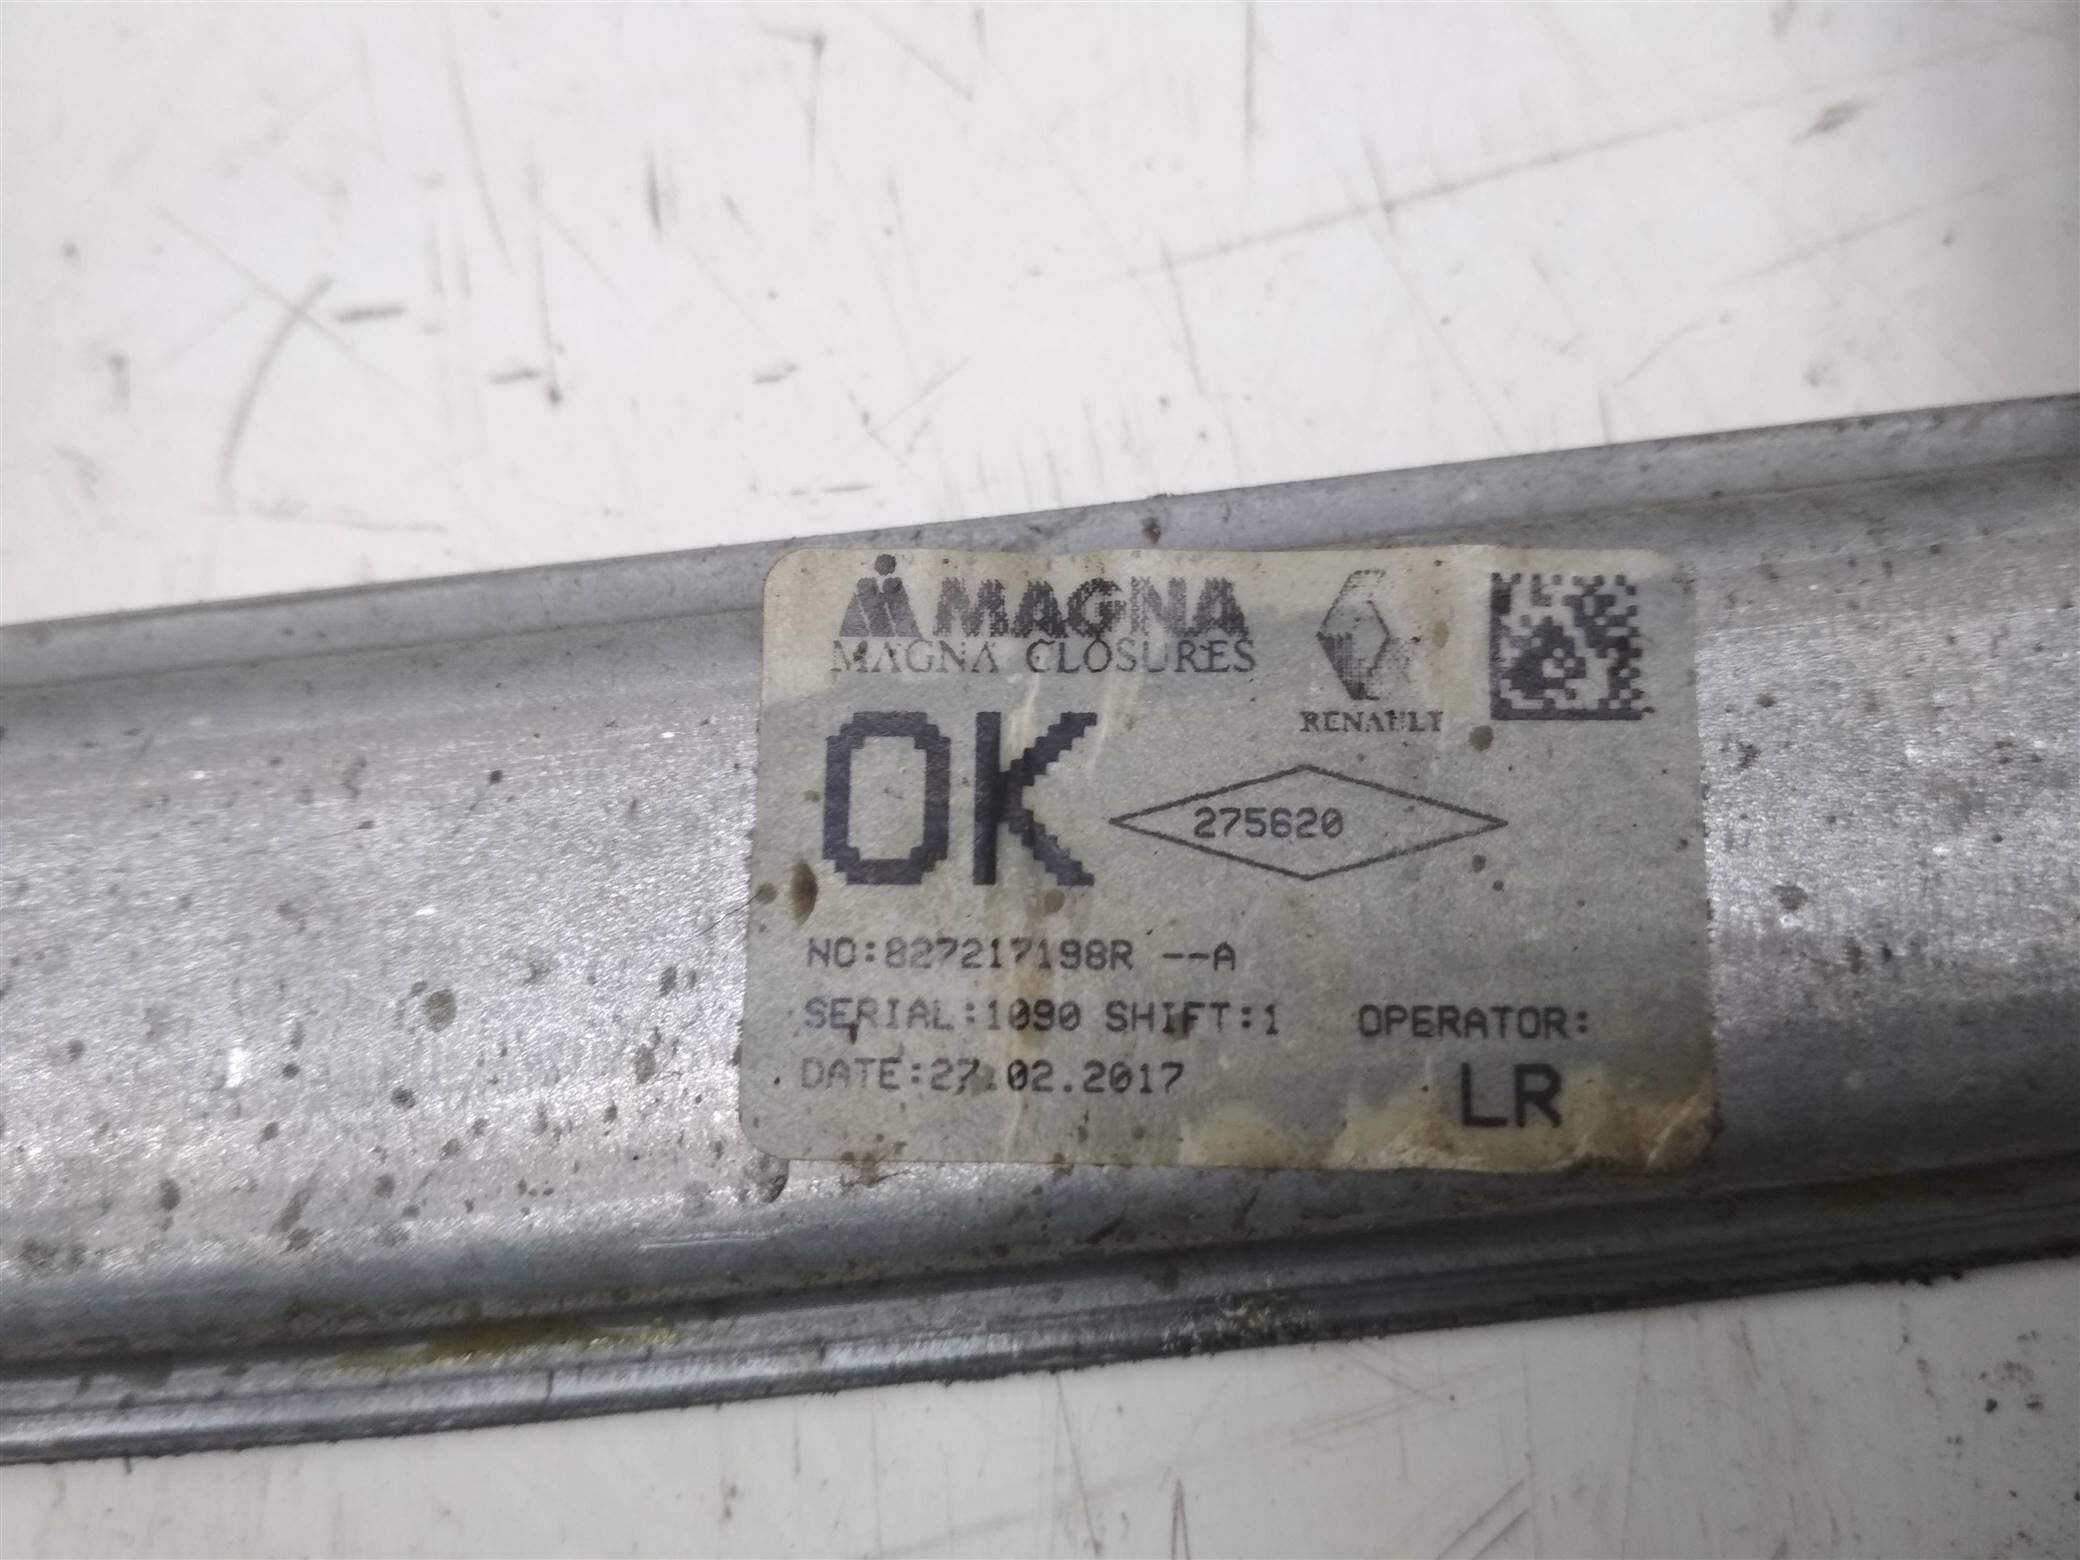 MAGNA
MAGNA CLOSURES
RENAULT
OK
275620
NO:827217198R --A
SERIAL:1090 SHIFT:1 OPERATOR:
DATE:27.02.2017
LR